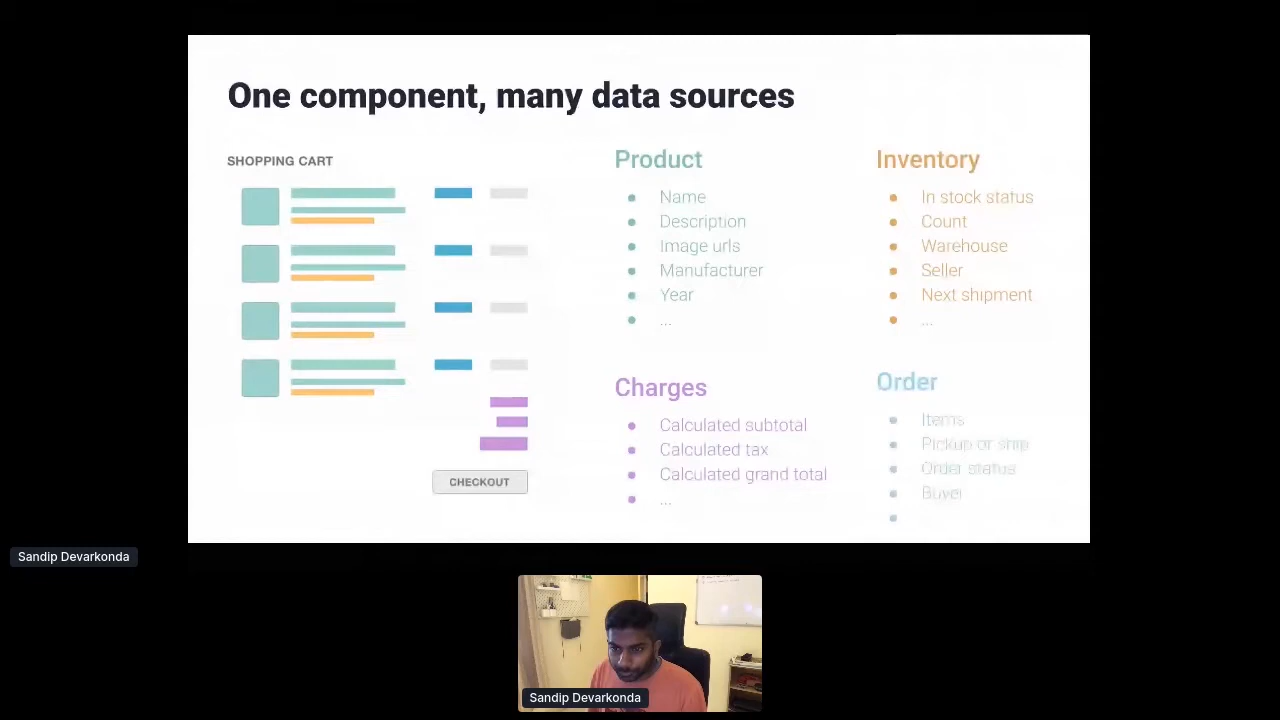 One component, many data sources
SHOPPING CART
CHECKOUT
Product
Name
Description
Image urls
Manufacturer
Year
...
Inventory
In stock status
Count
Warehouse
Seller
Next shipment
...
Charges
Calculated subtotal
Calculated tax
Calculated grand total
...
Order
Items
Pickup or ship
Order status
Buyer
Sandip Devarkonda
Sandip Devarkonda